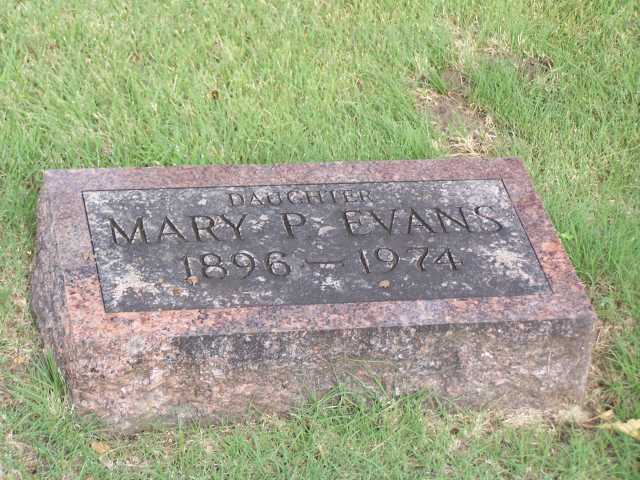 DAUGHTER
MARY P. EVANS
1896 – 1974